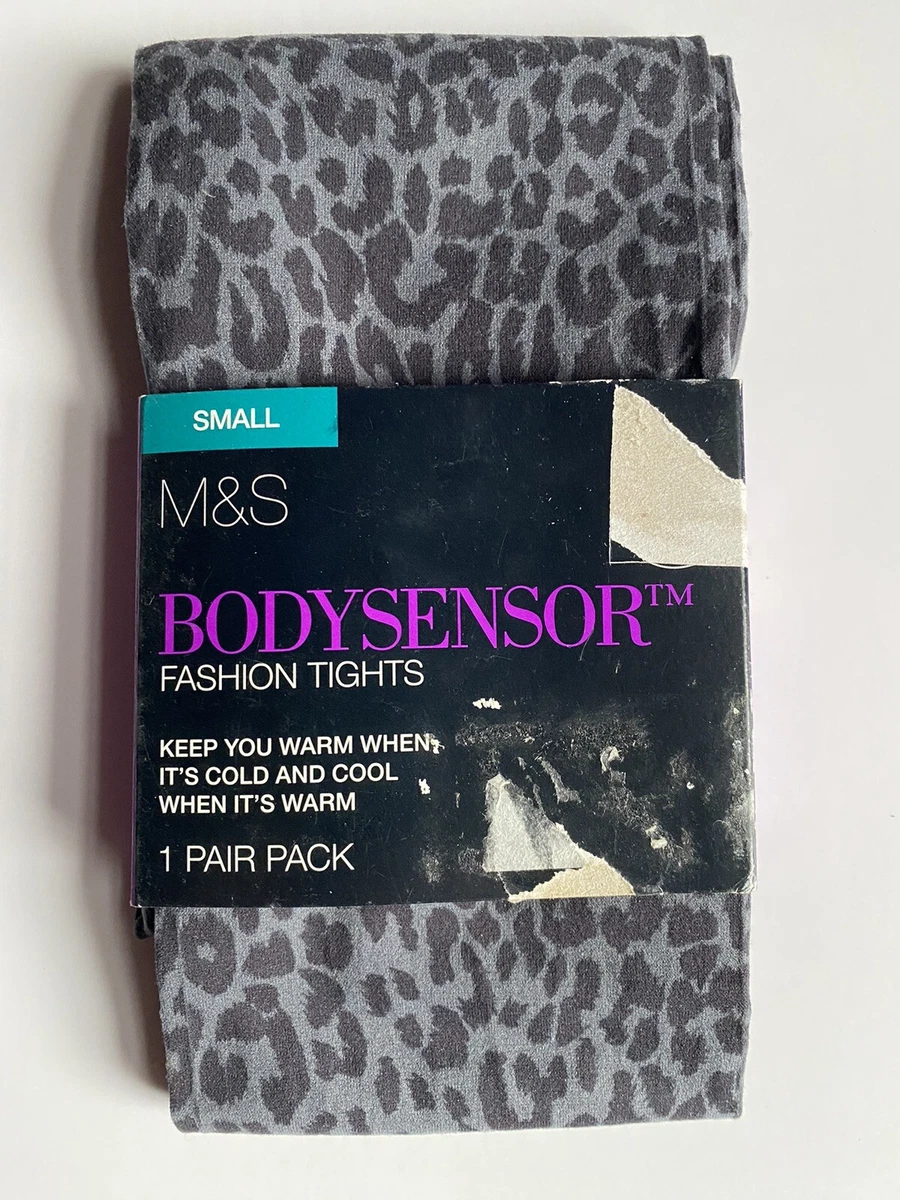 SMALL
M&S
BODYSENSOR™
FASHION TIGHTS
KEEP YOU WARM WHEN
IT'S COLD AND COOL
WHEN IT'S WARM
1 PAIR PACK